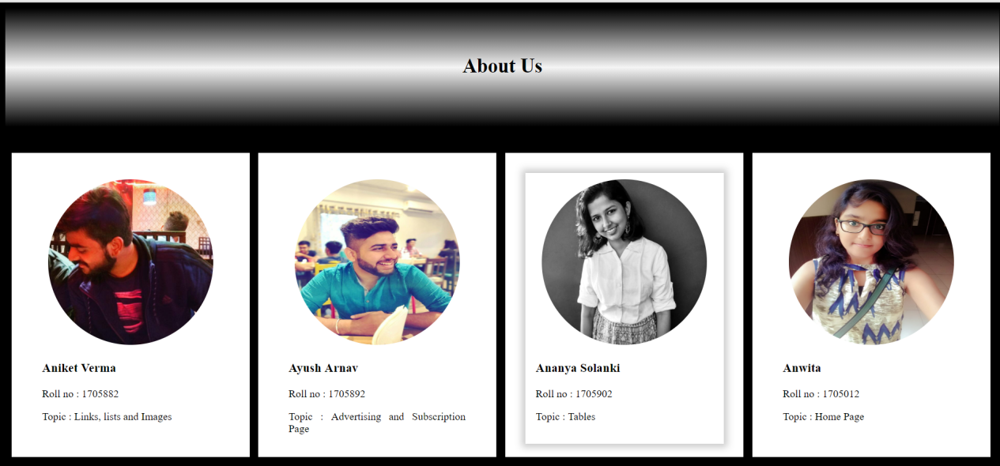 About Us
Aniket Verma
Roll no : 1705882
Topic : Links, lists and Images
Ayush Arnav
Roll no : 1705892
Topic : Advertising and Subscription
Page
Ananya Solanki
Roll no : 1705902
Topic : Tables
Anwita
Roll no : 1705012
Topic : Home Page